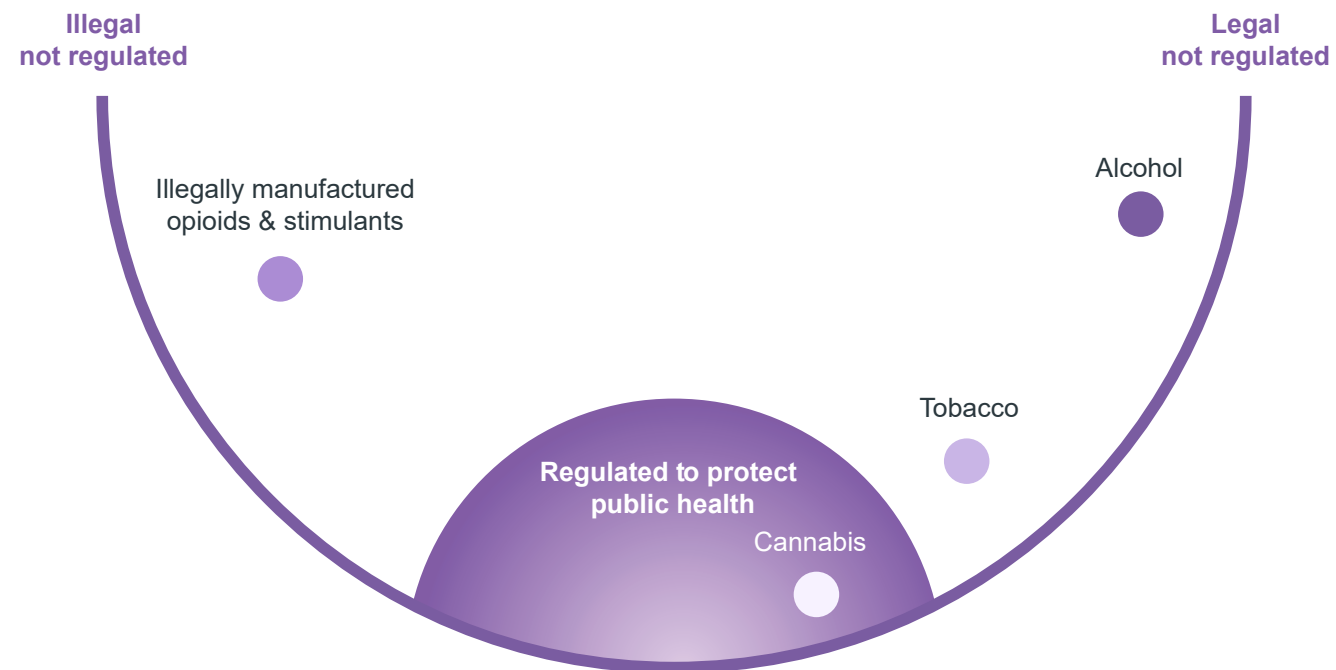 Illegal
not regulated
Legal
not regulated
Illegally manufactured
opioids & stimulants
Alcohol
Tobacco
Regulated to protect
public health
Cannabis